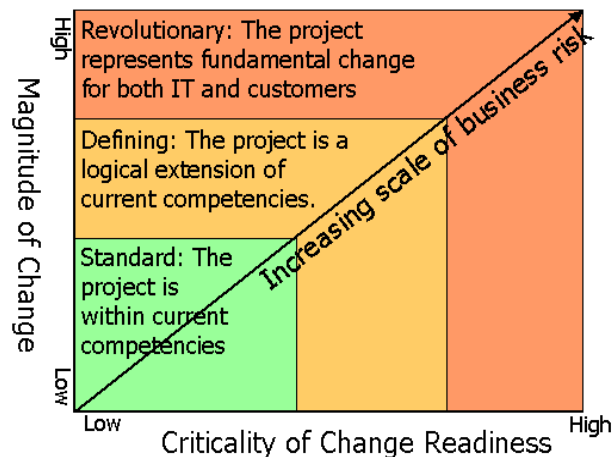 Revolutionary: The project
represents fundamental change
for both IT and customers
Defining: The project is a
logical extension of
current competencies.
Standard: The
project is
within current
competencies
Increasing scale of business risk
Magnitude of Change
High
Low
Low
High
Criticality of Change Readiness